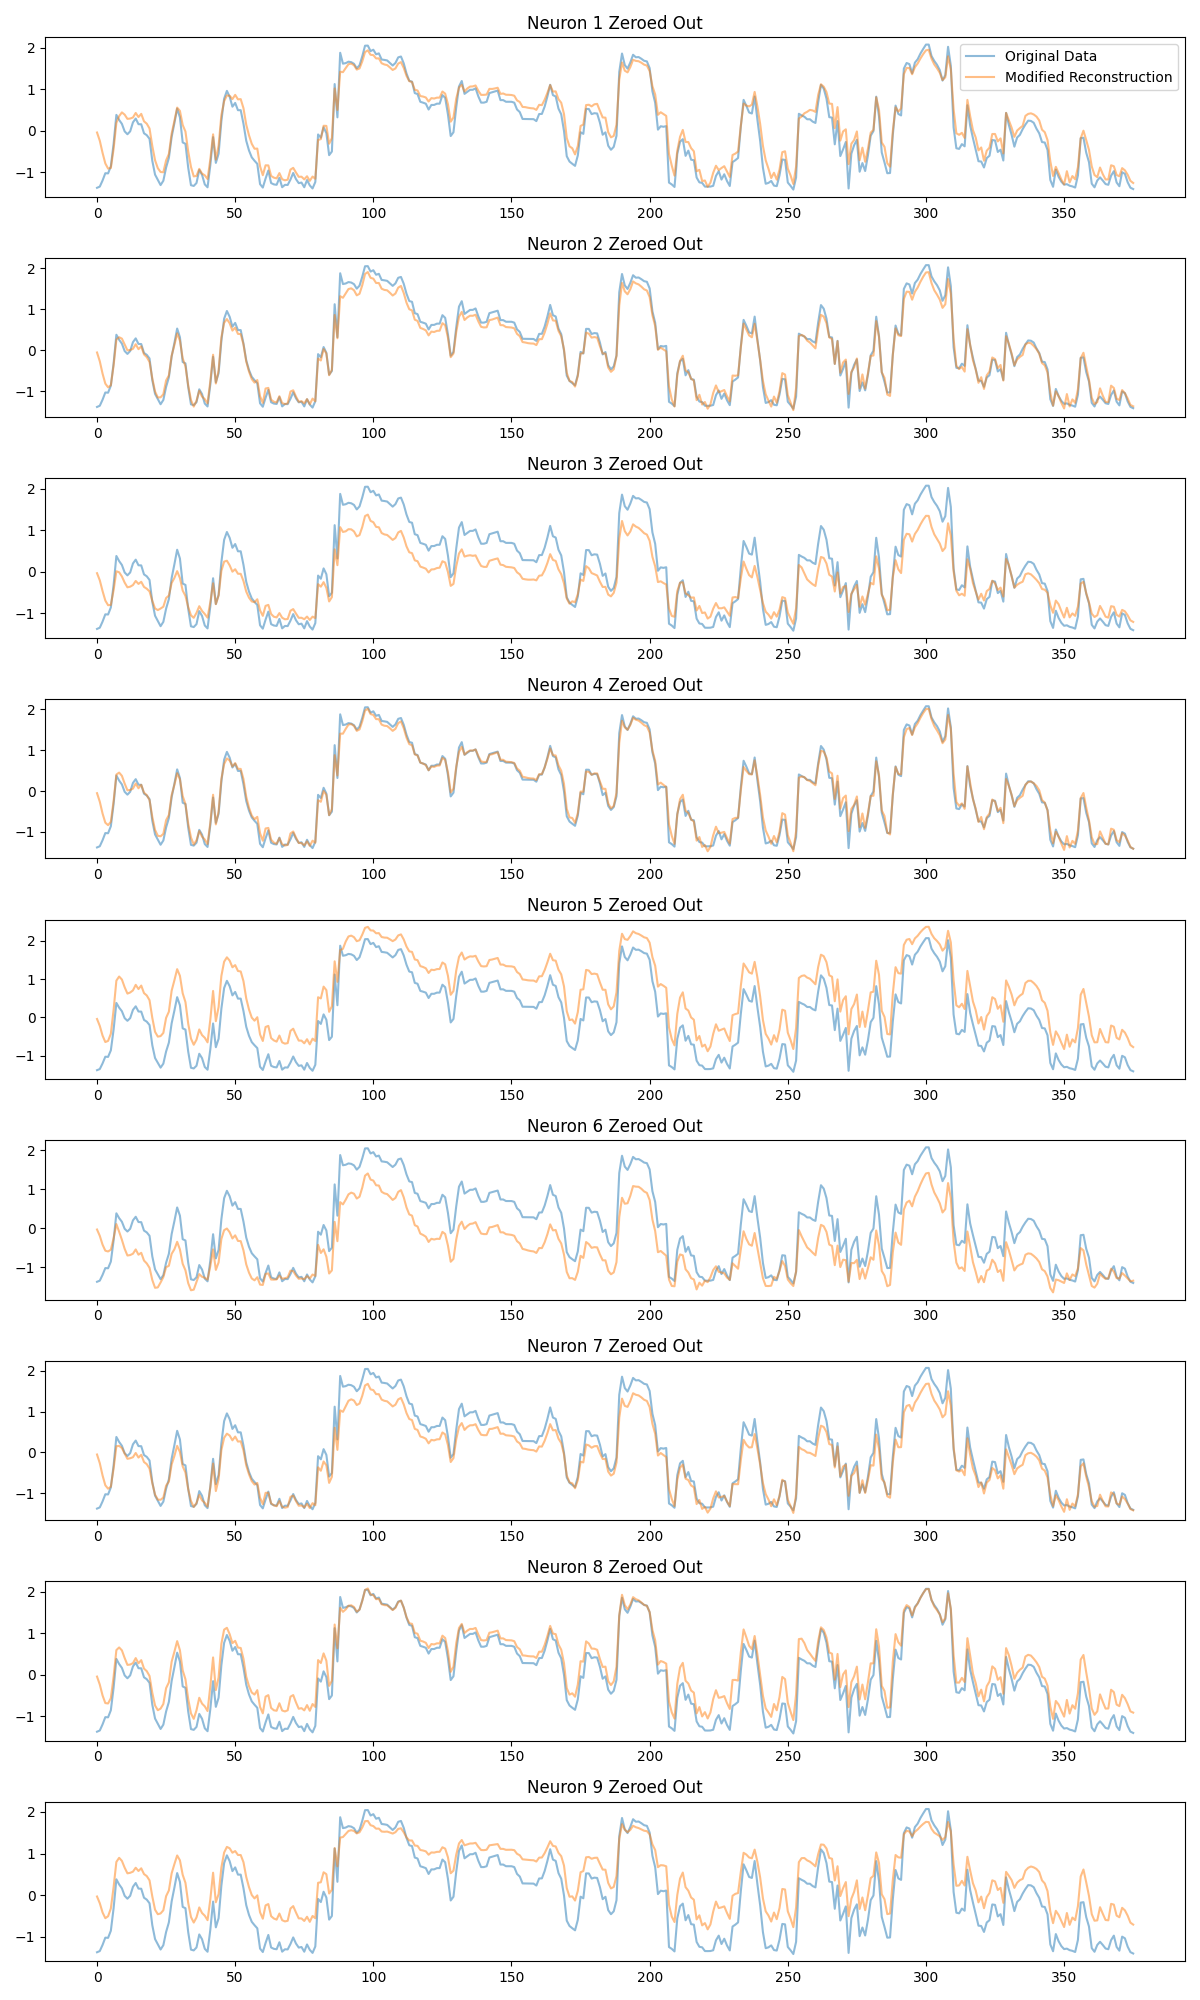 Neuron 1 Zeroed Out
Original Data
Modified Reconstruction
2
1
0
−1
0 50 100 150 200 250 300 350
Neuron 2 Zeroed Out
2
1
0
−1
0 50 100 150 200 250 300 350
Neuron 3 Zeroed Out
2
1
0
−1
0 50 100 150 200 250 300 350
Neuron 4 Zeroed Out
2
1
0
−1
0 50 100 150 200 250 300 350
Neuron 5 Zeroed Out
2
1
0
−1
0 50 100 150 200 250 300 350
Neuron 6 Zeroed Out
2
1
0
−1
0 50 100 150 200 250 300 350
Neuron 7 Zeroed Out
2
1
0
−1
0 50 100 150 200 250 300 350
Neuron 8 Zeroed Out
2
1
0
−1
0 50 100 150 200 250 300 350
Neuron 9 Zeroed Out
2
1
0
−1
0 50 100 150 200 250 300 350